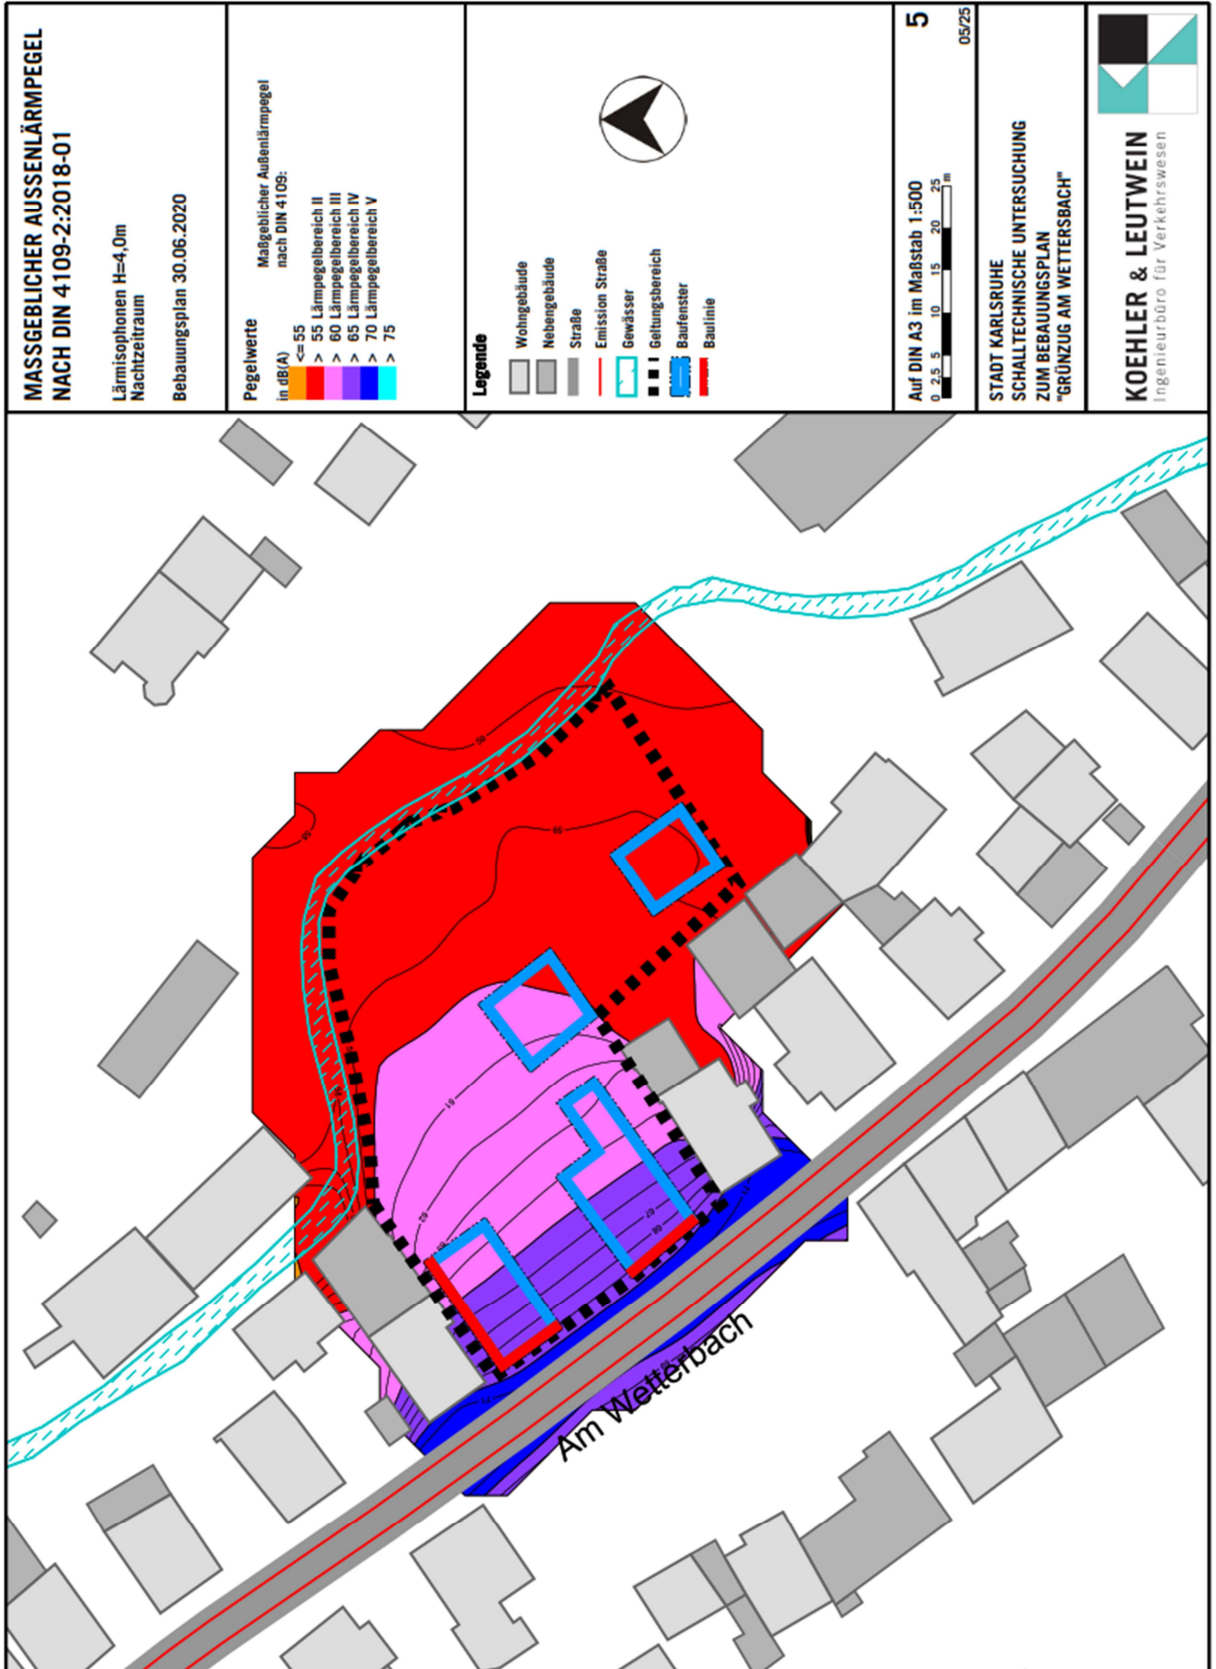 MASSGEBLICHER AUSSENLÄRMPEGEL
NACH DIN 4109-2:2018-01
Lärmisophonen H=4,0m
Nachtzeitraum
Bebauungsplan 30.06.2020
Pegelwerte
in dB(A)
Maßgeblicher Außenlärmpegel
nach DIN 4109:
<= 55
> 55 Lärmpegelbereich II
> 60 Lärmpegelbereich III
> 65 Lärmpegelbereich IV
> 70 Lärmpegelbereich V
> 75
Legende
Wohngebäude
Nebengebäude
Straße
Emission Straße
Gewässer
Geltungsbereich
Baufenster
Baulinie
Auf DIN A3 im Maßstab 1:500
0 2,5 5 10 15 20 25
m
5
05/25
STADT KARLSRUHE
SCHALLTECHNISCHE UNTERSUCHUNG
ZUM BEBAUUNGSPLAN
"GRÜNZUG AM WETTERSBACH"
KOEHLER & LEUTWEIN
Ingenieurbüro für Verkehrswesen
Am Wetterbach
61
62
67
68